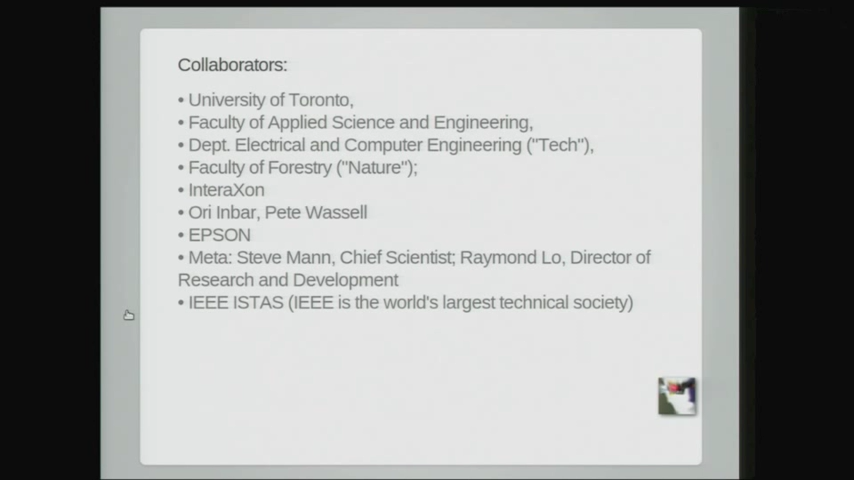 Collaborators:
• University of Toronto,
• Faculty of Applied Science and Engineering,
• Dept. Electrical and Computer Engineering ("Tech"),
• Faculty of Forestry ("Nature");
• InteraXon
• Ori Inbar, Pete Wassell
• EPSON
• Meta: Steve Mann, Chief Scientist; Raymond Lo, Director of
Research and Development
• IEEE ISTAS (IEEE is the world's largest technical society)